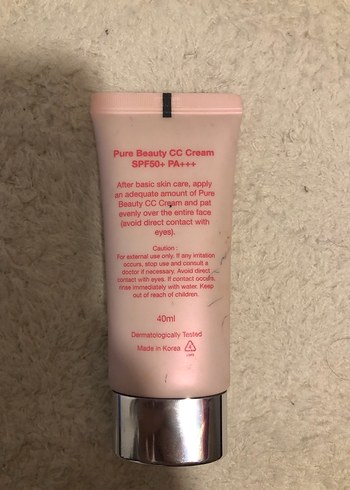 Pure Beauty CC Cream
SPF50+ PA+++
After basic skin care, apply
an adequate amount of Pure
Beauty CC Cream and pat
evenly over the entire face
(avoid direct contact with
eyes).
Caution :
For external use only. If any irritation
occurs, stop use and consult a
doctor if necessary. Avoid direct
contact with eyes. If contact occurs,
rinse immediately with water. Keep
out of reach of children.
40ml
Dermatologically Tested
Made in Korea